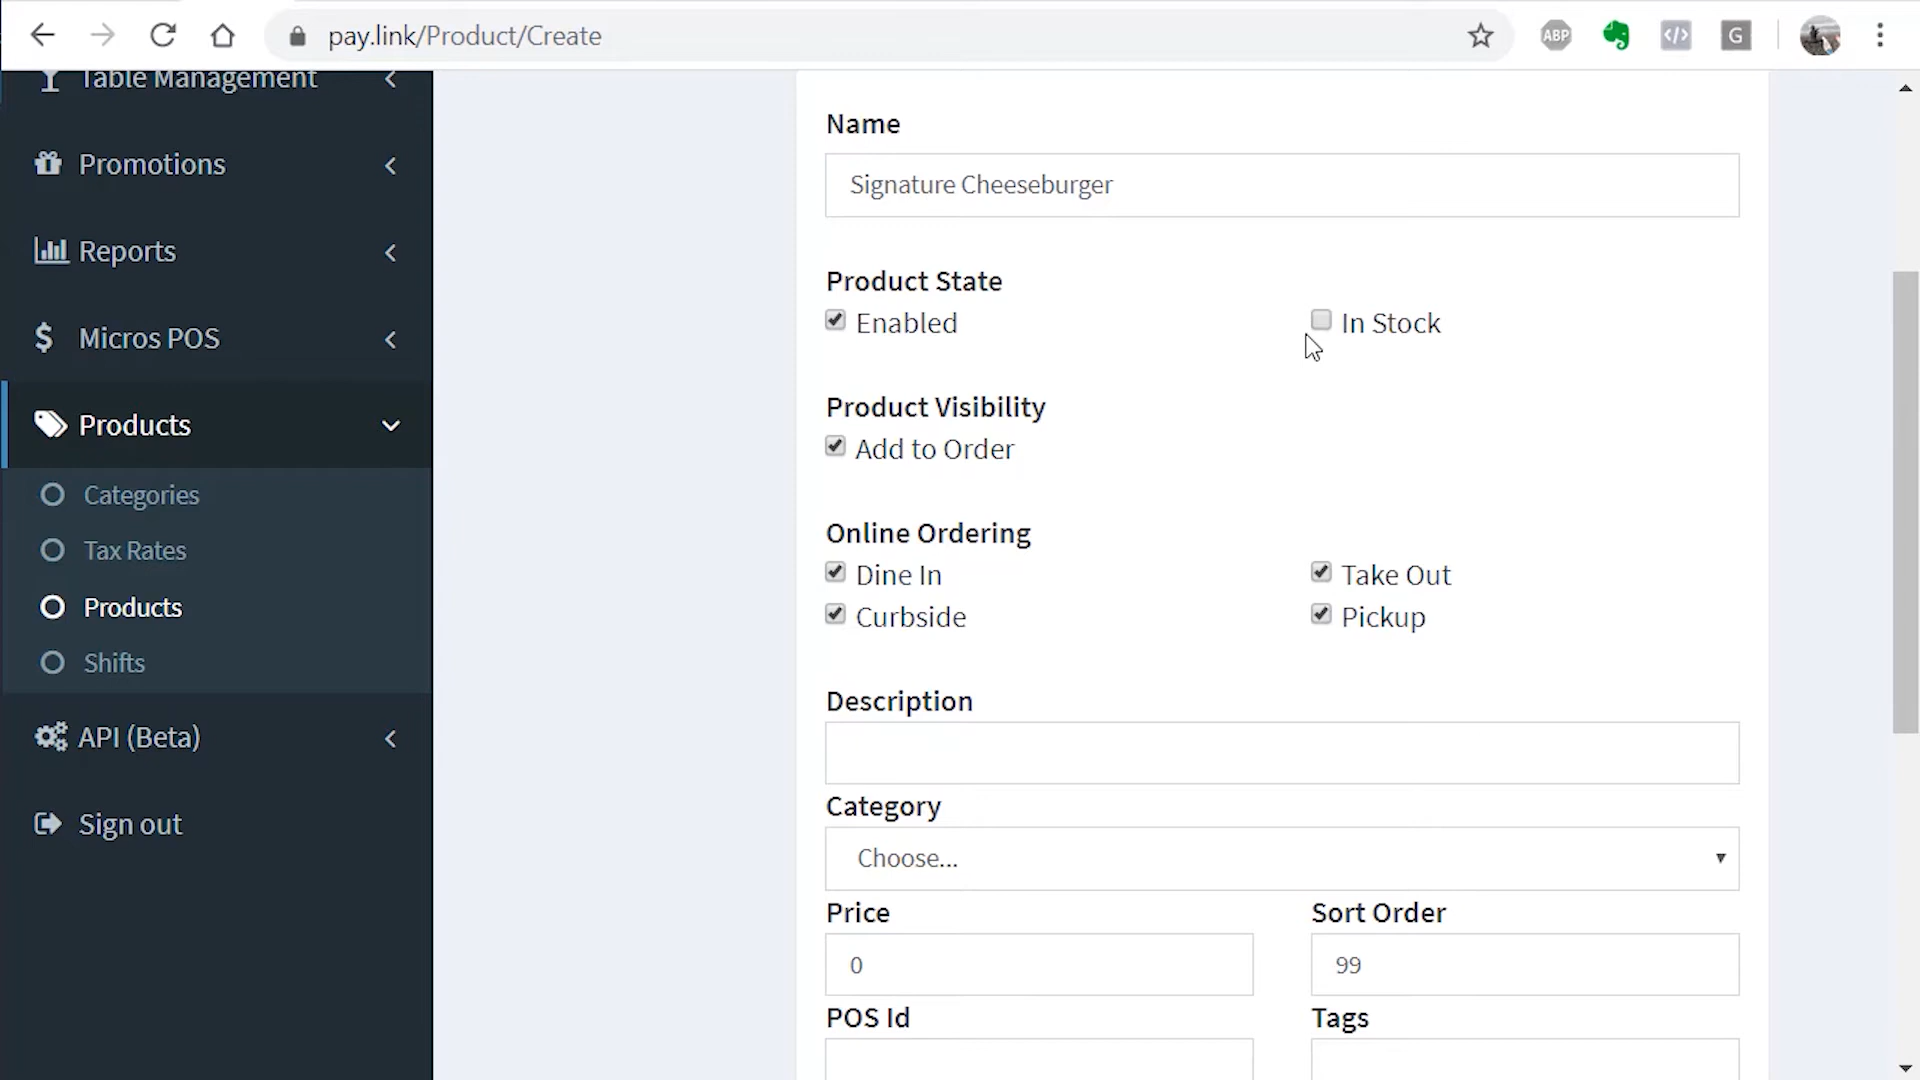 pay.link/Product/Create
ABP
</>
G
Table Management
Promotions
Reports
Micros POS
Products
Categories
Tax Rates
Products
Shifts
API (Beta)
Sign out
Name
Signature Cheeseburger
Product State
Enabled
In Stock
Product Visibility
Add to Order
Online Ordering
Dine In
Take Out
Curbside
Pickup
Description
Category
Choose...
Price
Sort Order
0
99
POS Id
Tags